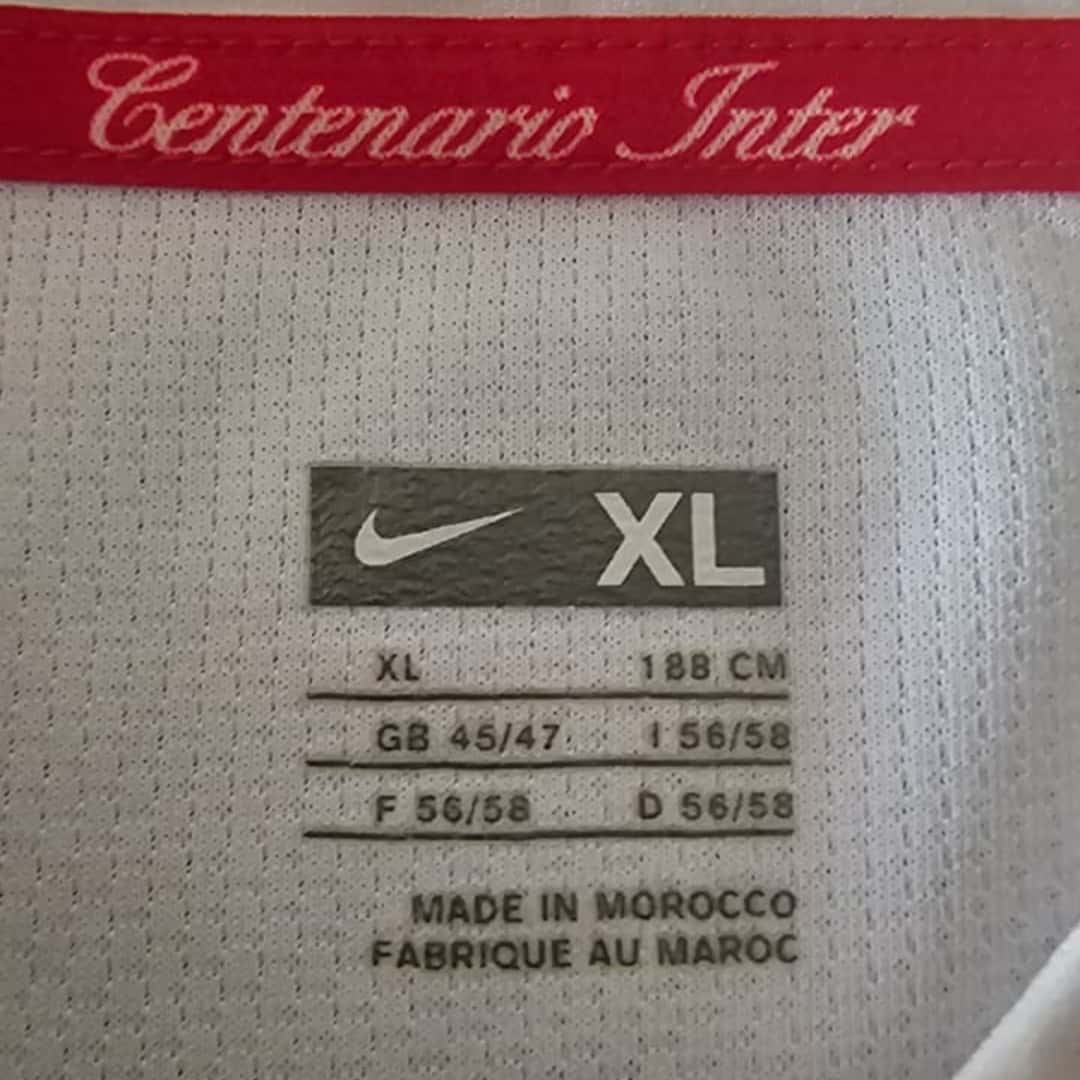 Centenario Inter
XL
XL 188 CM
GB 45/47 I 56/58
F 56/58 D 56/58
MADE IN MOROCCO
FABRIQUE AU MAROC